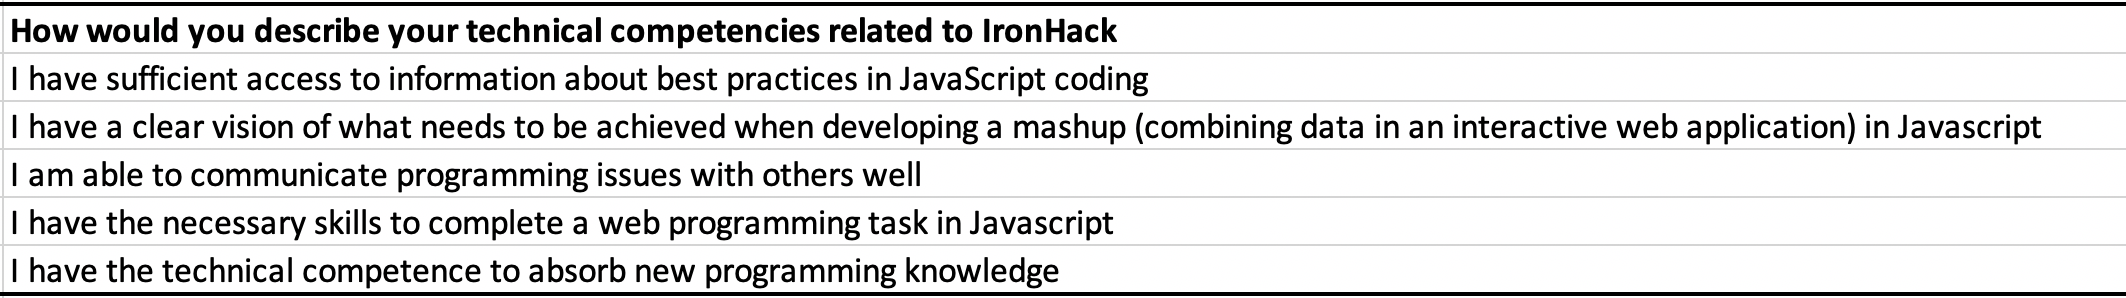 How would you describe your technical competencies related to IronHack
I have sufficient access to information about best practices in JavaScript coding
I have a clear vision of what needs to be achieved when developing a mashup (combining data in an interactive web application) in Javascript
I am able to communicate programming issues with others well
I have the necessary skills to complete a web programming task in Javascript
I have the technical competence to absorb new programming knowledge